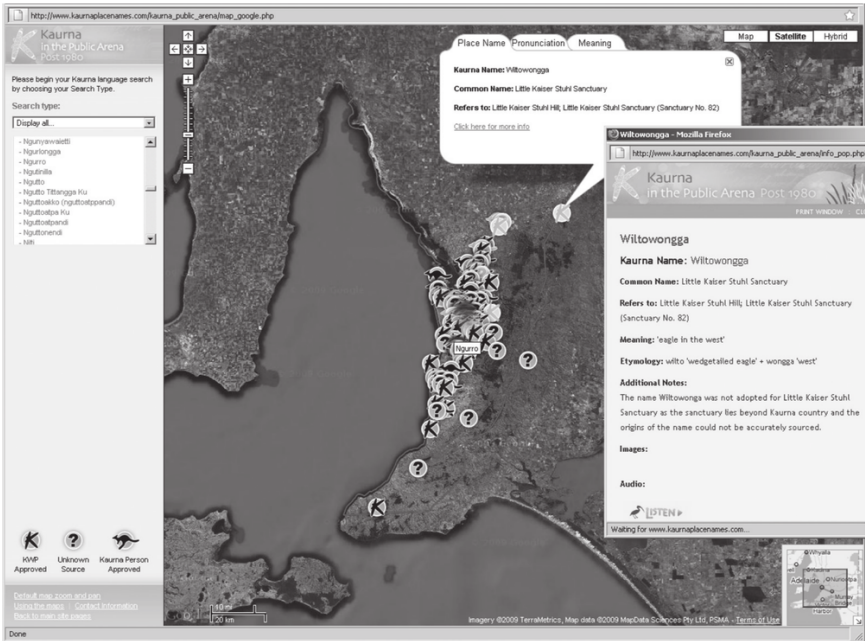 http://www.kaurnaplacenames.com/kaurna_public_arena/map_google.php
Kaurna
in the Public Arena
Post 1980
Please begin your Kaurna language search
by choosing your Search Type.
Search type:
Display all...
- Ngunyawaietti
- Ngurlongga
- Ngurro
- Ngutinilla
- Ngutto
- Ngutto Tittangga Ku
- Nguttoakko (nguttoatppandi)
- Nguttoatpa Ku
- Nguttoatpandi
- Nguttonendi
KWP
Approved
Unknown
Source
Kaurna Person
Approved
Default map zoom and pan
Using the maps | Contact information
Back to main site pages
Done
Place Name
Pronunciation
Meaning
Kaurna Name: Wiltowongga
Common Name: Little Kaiser Stuhl Sanctuary
Refers to: Little Kaiser Stuhl Hill; Little Kaiser Stuhl Sanctuary (Sanctuary No. 82)
Click here for more info
Map
Satellite
Hybrid
Ngurro
10 mi
20 km
Imagery ©2009 TerraMetrics, Map data ©2009 MapData Sciences Pty Ltd, PSMA - Terms of Use
Wiltowongga - Mozilla Firefox
http://www.kaurnaplacenames.com/kaurna_public_arena/info_pop.php
Kaurna
in the Public Arena Post 1980
PRINT WINDOW
Wiltowongga
Kaurna Name: Wiltowongga
Common Name: Little Kaiser Stuhl Sanctuary
Refers to: Little Kaiser Stuhl Hill; Little Kaiser Stuhl Sanctuary
(Sanctuary No. 82)
Meaning: 'eagle in the west'
Etymology: wilto 'wedgetailed eagle' + wongga 'west'
Additional Notes:
The name Wiltowonga was not adopted for Little Kaiser Stuhl
Sanctuary as the sanctuary lies beyond Kaurna country and the
origins of the name could not be accurately sourced.
Images:
Audio:
LISTEN
Waiting for www.kaurnaplacenames.com...
Whyalla
Adelaide
Nuriootpa
Murray
Bridge
Harbor